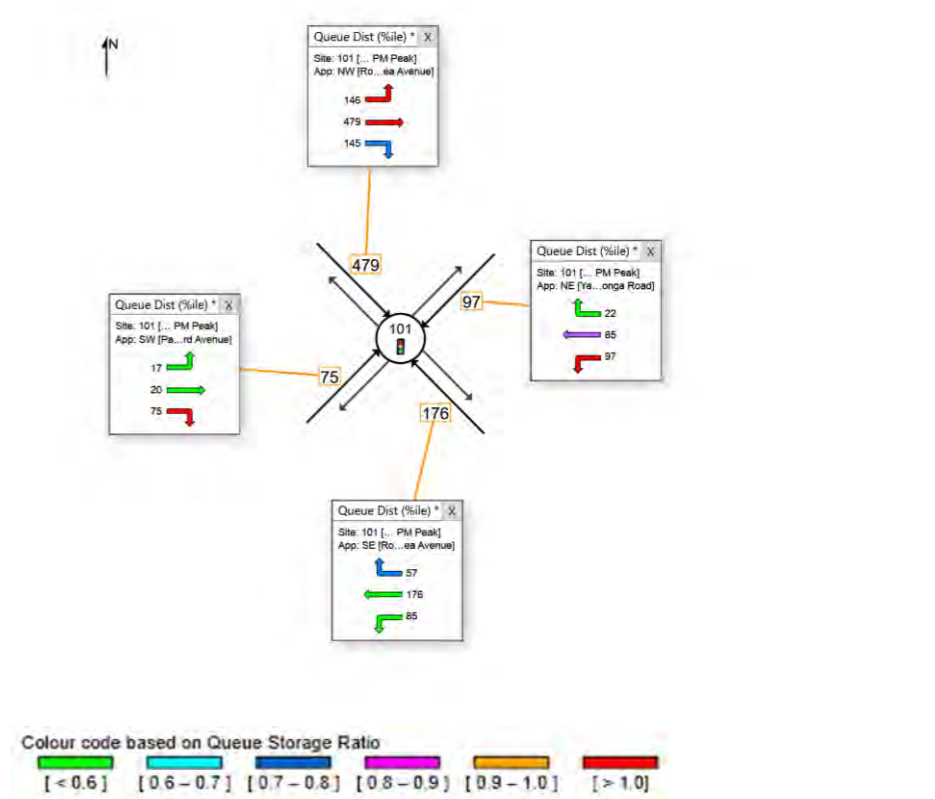 N
Queue Dist (%ile) * X
Site: 101 [... PM Peak]
App: NW [Ro...ea Avenue]
146
479
145
479
Queue Dist (%ile) * X
Site: 101 [... PM Peak]
App: NE [Ya...onga Road]
22
85
97
97
101
Queue Dist (%ile) * X
Site: 101 [... PM Peak]
App: SW [Pa...rd Avenue]
17
20
75
75
176
Queue Dist (%ile) * X
Site: 101 [... PM Peak]
App: SE [Ro...ea Avenue]
57
176
85
Colour code based on Queue Storage Ratio
[ < 0.6 ] [ 0.6 – 0.7 ] [ 0.7 – 0.8 ] [ 0.8 – 0.9 ] [ 0.9 – 1.0 ] [ > 1.0 ]